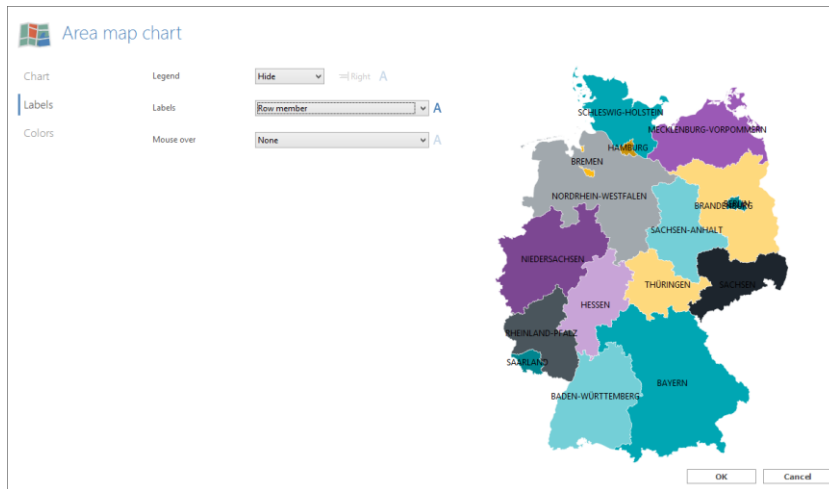 Area map chart
Chart
Labels
Colors
Legend
Hide
Right A
Labels
Row member
A
Mouse over
None
A
SCHLESWIG-HOLSTEIN
MECKLENBURG-VORPOMMERN
HAMBURG
BREMEN
NORDRHEIN-WESTFALEN
BRANDENBURG
SACHSEN-ANHALT
NIEDERSACHSEN
THÜRINGEN
SACHSEN
HESSEN
RHEINLAND-PFALZ
SAARLAND
BAYERN
BADEN-WÜRTTEMBERG
OK
Cancel